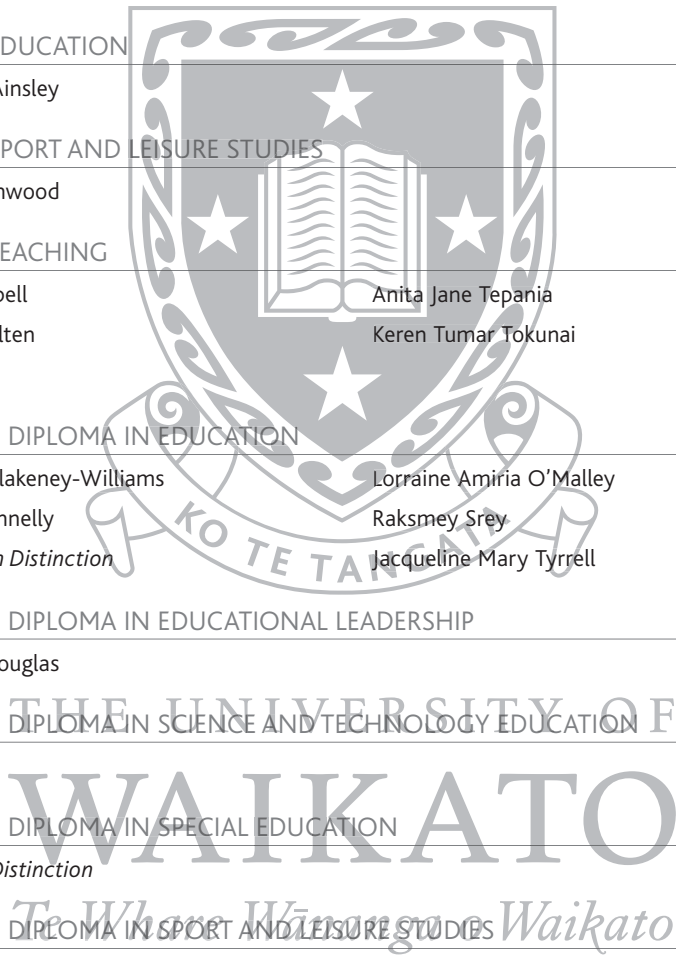 DUCATION
Ainsley
PORT AND LEISURE STUDIES
nwood
EACHING
pell
Anita Jane Tepania
lten
Keren Tumar Tokunai
DIPLOMA IN EDUCATION
lakeney-Williams
Lorraine Amiria O’Malley
nnelly
Raksmey Srey
n Distinction
Jacqueline Mary Tyrrell
KO TE TANGATA
DIPLOMA IN EDUCATIONAL LEADERSHIP
ouglas
THE UNIVERSITY OF
DIPLOMA IN SCIENCE AND TECHNOLOGY EDUCATION
WAIKATO
DIPLOMA IN SPECIAL EDUCATION
Distinction
Te Whare Wānanga o Waikato
DIPLOMA IN SPORT AND LEISURE STUDIES